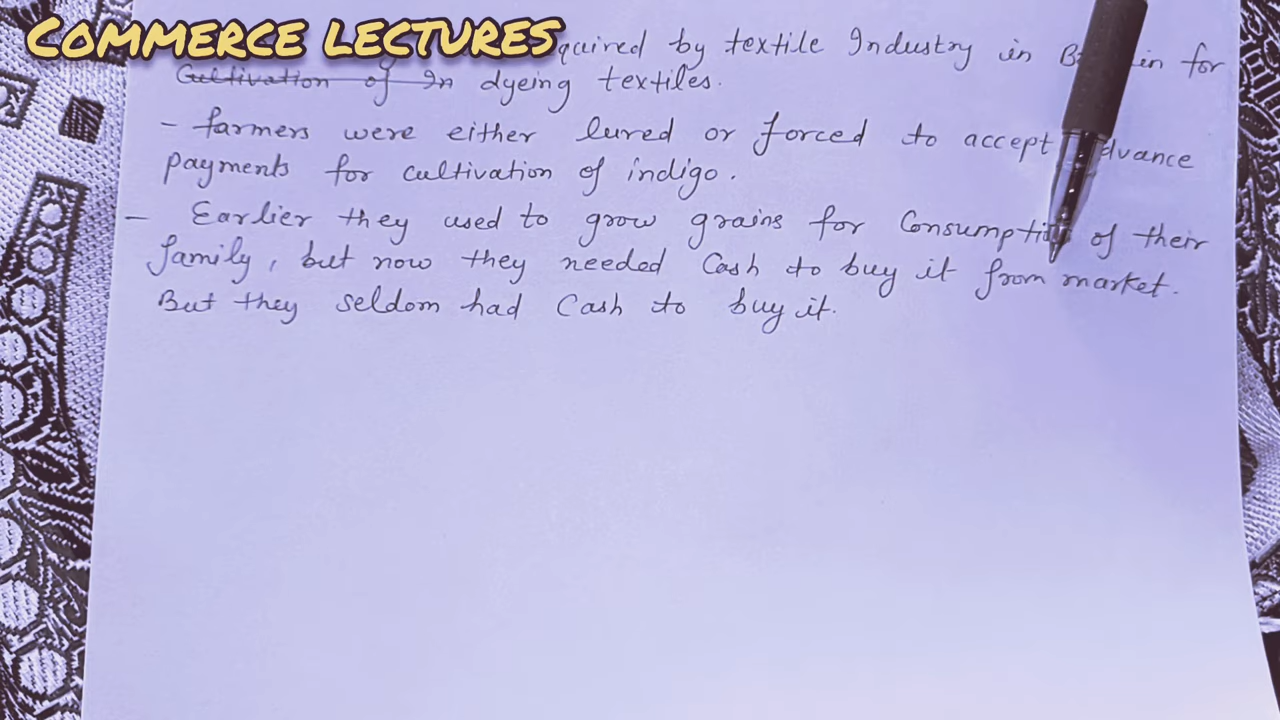 COMMERCE LECTURES
quired by textile Industry in for
Cultivation of In dyeing textiles.
- farmers were either lured or forced to accept dvance
payments for cultivation of indigo.
- Earlier they used to grow grains for Consumption of their
family, but now they needed Cash to buy it from market.
But they seldom had Cash to buy it.